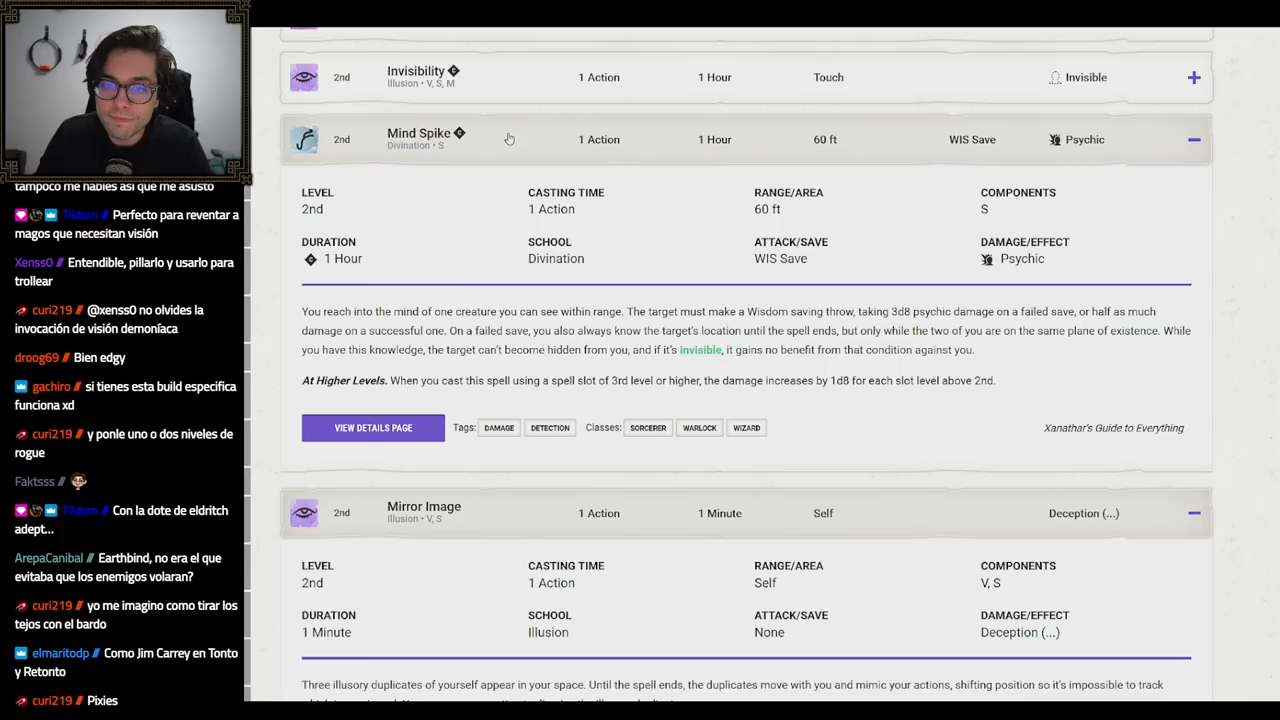 tampoco me hables asi que me asusto
Tildom // Perfecto para reventar a
magos que necesitan visión
Xenss0 // Entendible, pillarlo y usarlo para
trollear
curi219 // @xenss0 no olvides la
invocación de visión demoníaca
droog69 // Bien edgy
gachiro // si tienes esta build especifica
funciona xd
curi219 // y ponle uno o dos niveles de
rogue
Faktsss //
Tildom // Con la dote de eldritch
adept...
ArepaCanibal // Earthbind, no era el que
evitaba que los enemigos volaran?
curi219 // yo me imagino como tirar los
tejos con el bardo
elmaritodp // Como Jim Carrey en Tonto
y Retonto
curi219 // Pixies
2nd Invisibility 1 Action 1 Hour Touch Invisible
Illusion • V, S, M
2nd Mind Spike 1 Action 1 Hour 60 ft WIS Save Psychic
Divination • S
LEVEL CASTING TIME RANGE/AREA COMPONENTS
2nd 1 Action 60 ft S
DURATION SCHOOL ATTACK/SAVE DAMAGE/EFFECT
1 Hour Divination WIS Save Psychic
You reach into the mind of one creature you can see within range. The target must make a Wisdom saving throw, taking 3d8 psychic damage on a failed save, or half as much
damage on a successful one. On a failed save, you also always know the target's location until the spell ends, but only while the two of you are on the same plane of existence. While
you have this knowledge, the target can't become hidden from you, and if it's invisible, it gains no benefit from that condition against you.
At Higher Levels. When you cast this spell using a spell slot of 3rd level or higher, the damage increases by 1d8 for each slot level above 2nd.
VIEW DETAILS PAGE Tags: DAMAGE DETECTION Classes: SORCERER WARLOCK WIZARD Xanathar's Guide to Everything
2nd Mirror Image 1 Action 1 Minute Self Deception (...)
Illusion • V, S
LEVEL CASTING TIME RANGE/AREA COMPONENTS
2nd 1 Action Self V, S
DURATION SCHOOL ATTACK/SAVE DAMAGE/EFFECT
1 Minute Illusion None Deception (...)
Three illusory duplicates of yourself appear in your space. Until the spell ends, the duplicates move with you and mimic your actions, shifting position so it's impossible to track